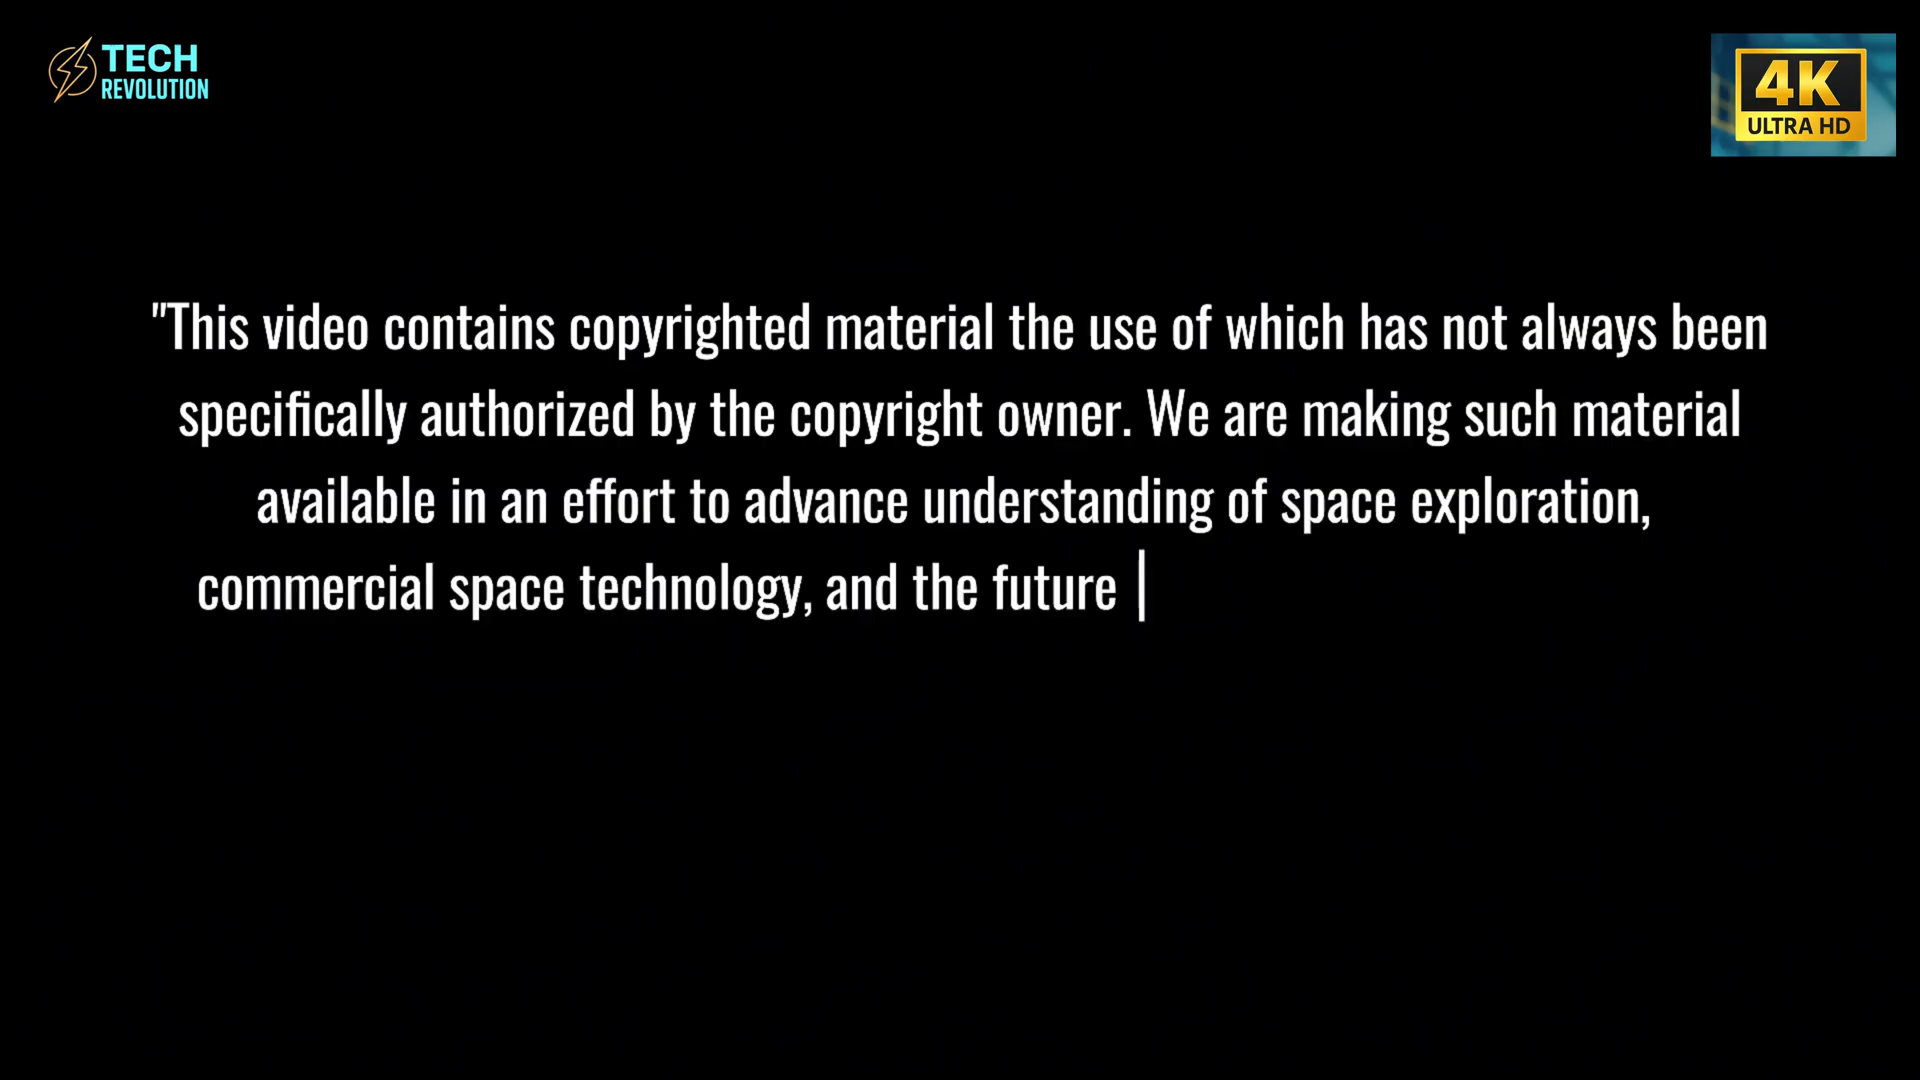 TECH
REVOLUTION
4K
ULTRA HD
"This video contains copyrighted material the use of which has not always been
specifically authorized by the copyright owner. We are making such material
available in an effort to advance understanding of space exploration,
commercial space technology, and the future